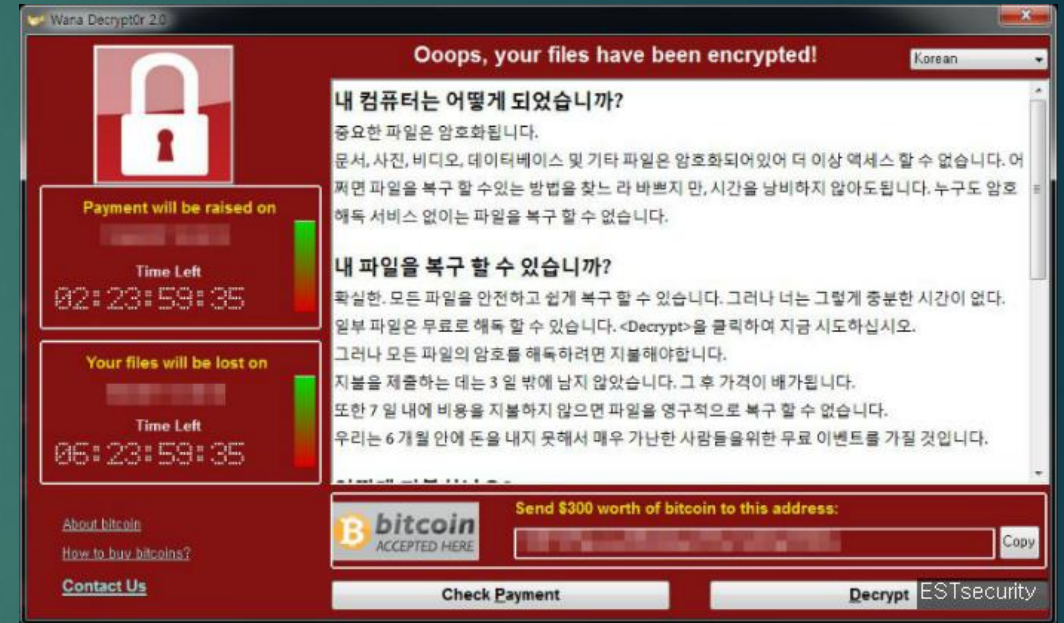 Wana Decrypt0r 2.0
Ooops, your files have been encrypted!
Korean
Payment will be raised on
Time Left
02:23:59:35
Your files will be lost on
Time Left
06:23:59:35
About bitcoin
How to buy bitcoins?
Contact Us
내 컴퓨터는 어떻게 되었습니까?
중요한 파일은 암호화됩니다.
문서, 사진, 비디오, 데이터베이스 및 기타 파일은 암호화되어있어 더 이상 액세스 할 수 없습니다. 어
쩌면 파일을 복구 할 수있는 방법을 찾느 라 바쁘지 만, 시간을 낭비하지 않아도됩니다. 누구도 암호
해독 서비스 없이는 파일을 복구 할 수 없습니다.
내 파일을 복구 할 수 있습니까?
확실한. 모든 파일을 안전하고 쉽게 복구 할 수 있습니다. 그러나 너는 그렇게 충분한 시간이 없다.
일부 파일은 무료로 해독 할 수 있습니다. <Decrypt>을 클릭하여 지금 시도하십시오.
그러나 모든 파일의 암호를 해독하려면 지불해야합니다.
지불을 제출하는 데는 3 일 밖에 남지 않았습니다. 그 후 가격이 배가됩니다.
또한 7 일 내에 비용을 지불하지 않으면 파일을 영구적으로 복구 할 수 없습니다.
우리는 6 개월 안에 돈을 내지 못해서 매우 가난한 사람들을위한 무료 이벤트를 가질 것입니다.
bitcoin
ACCEPTED HERE
Send $300 worth of bitcoin to this address:
Copy
Check Payment
Decrypt
ESTsecurity